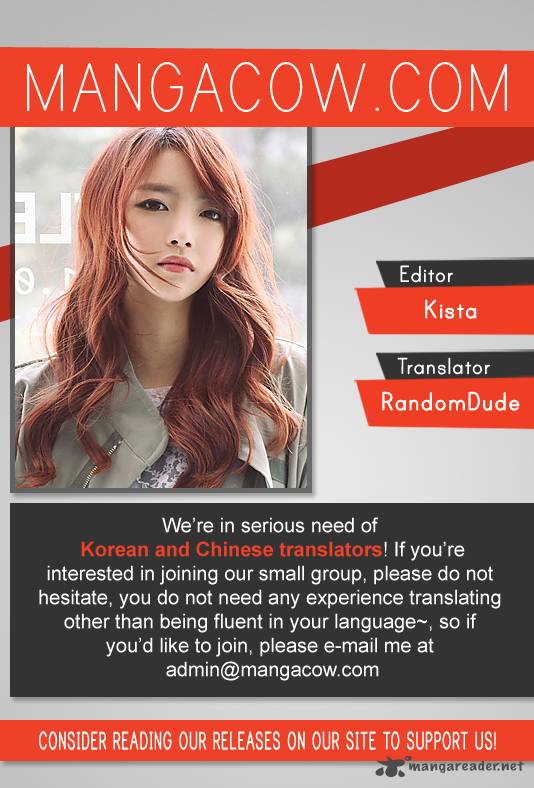 MANGACOW.COM
Editor
Kista
Translator
RandomDude
We're in serious need of
Korean and Chinese translators! If you're
interested in joining our small group, please do not
hesitate, you do not need any experience translating
other than being fluent in your language~, so if
you'd like to join, please e-mail me at
admin@mangacow.com
CONSIDER READING OUR RELEASES ON OUR SITE TO SUPPORT US!
mangareader.net